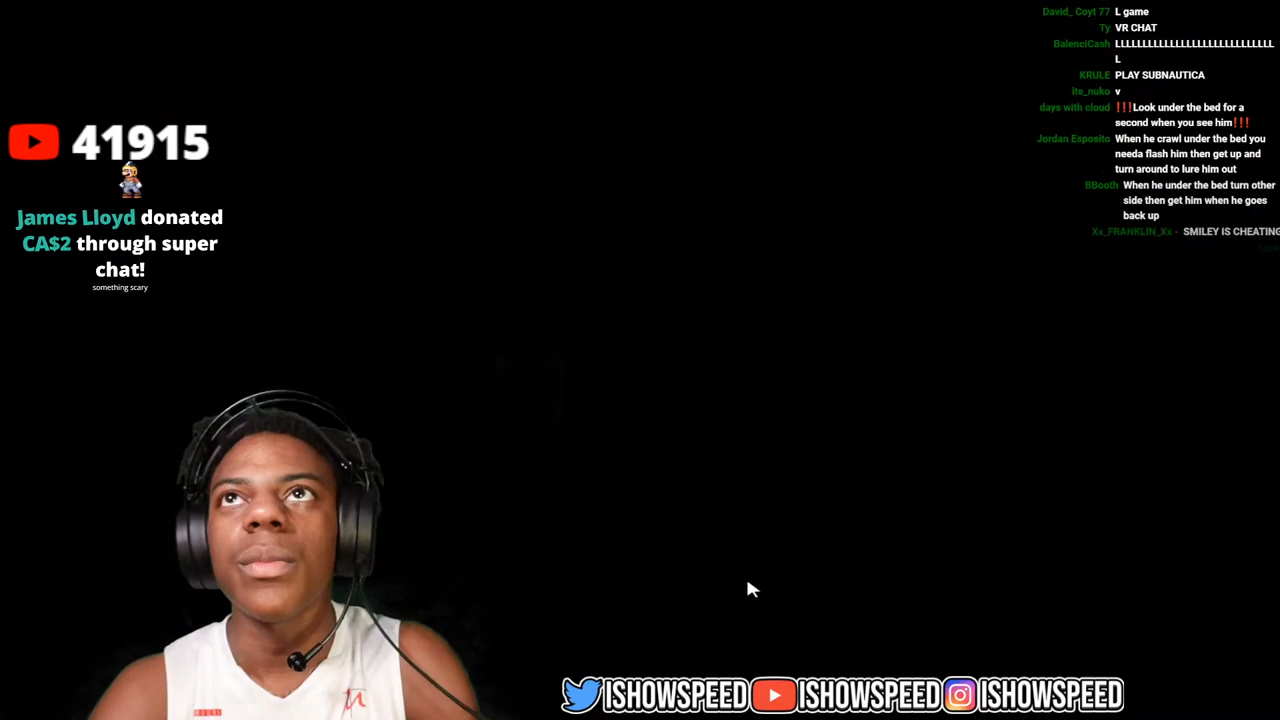 41915
James Lloyd donated
CA$2 through super
chat!
something scary
David_ Coyt 77 L game
Ty VR CHAT
BalenciCash LLLLLLLLLLLLLLLLLLLLLLLLLLLLL
L
KRULE PLAY SUBNAUTICA
its_nuko v
days with cloud ❗❗❗Look under the bed for a
second when you see him❗❗❗
Jordan Esposito When he crawl under the bed you
needa flash him then get up and
turn around to lure him out
BBooth When he under the bed turn other
side then get him when he goes
back up
Xx_FRANKLIN_Xx - SMILEY IS CHEATING
ISHOWSPEED ISHOWSPEED ISHOWSPEED